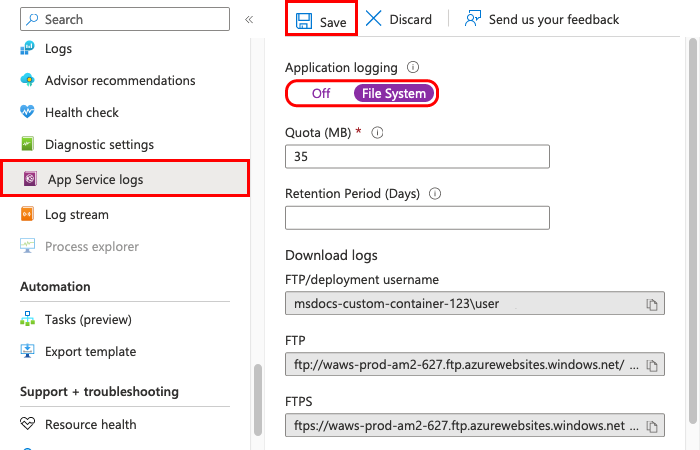 Search
«
Logs
Advisor recommendations
Health check
Diagnostic settings
App Service logs
Log stream
Process explorer
Automation
Tasks (preview)
Export template
Support + troubleshooting
Resource health
Save
Discard
Send us your feedback
Application logging
Off
File System
Quota (MB) *
35
Retention Period (Days)
Download logs
FTP/deployment username
msdocs-custom-container-123\user
FTP
ftp://waws-prod-am2-627.ftp.azurewebsites.windows.net/ ...
FTPS
ftps://waws-prod-am2-627.ftp.azurewebsites.windows.net ...